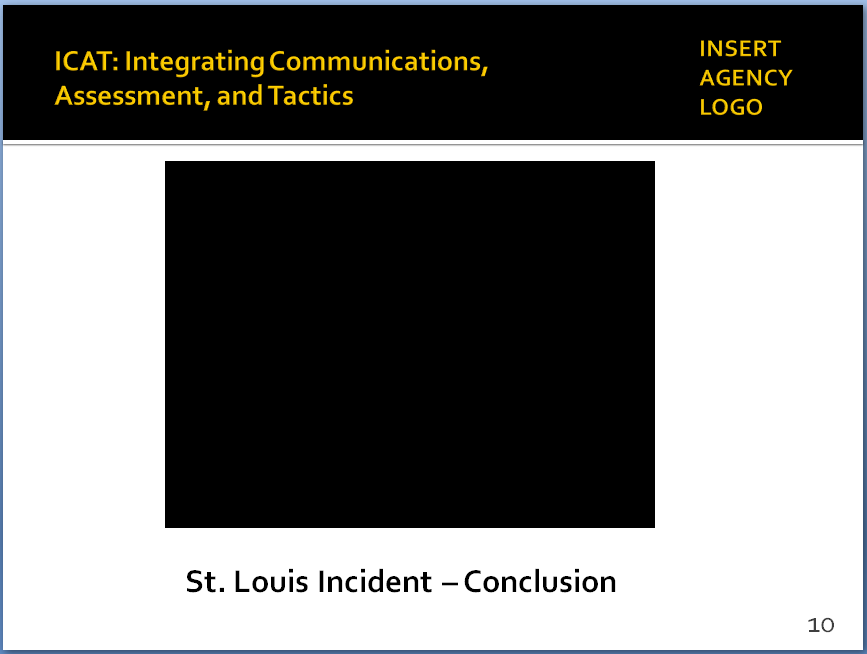 ICAT: Integrating Communications,
Assessment, and Tactics
INSERT
AGENCY
LOGO
St. Louis Incident – Conclusion
10